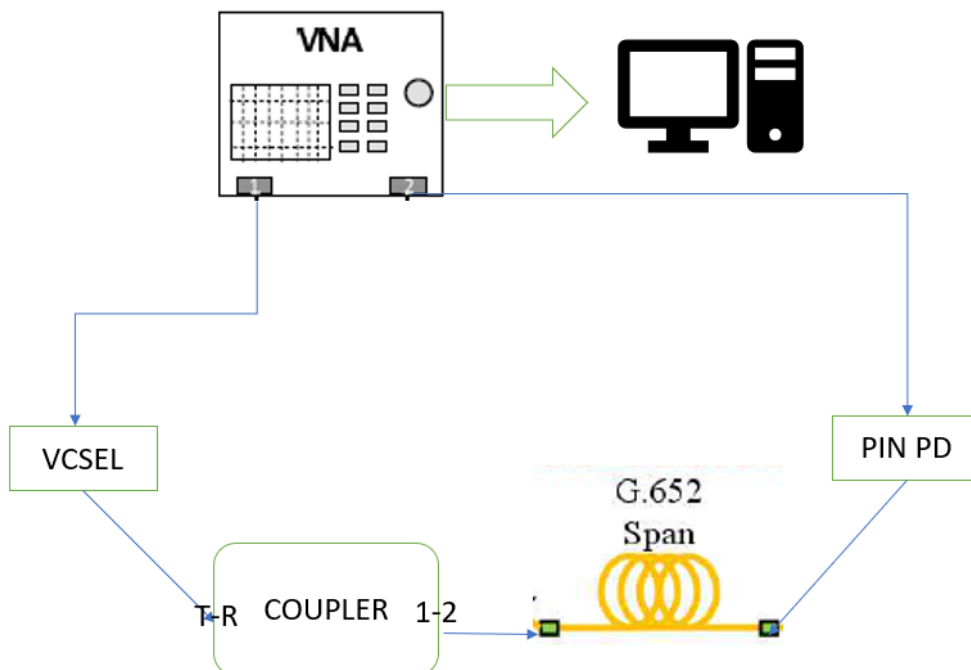 VNA
1
2
VCSEL
PIN PD
G.652
Span
T-R
COUPLER
1-2